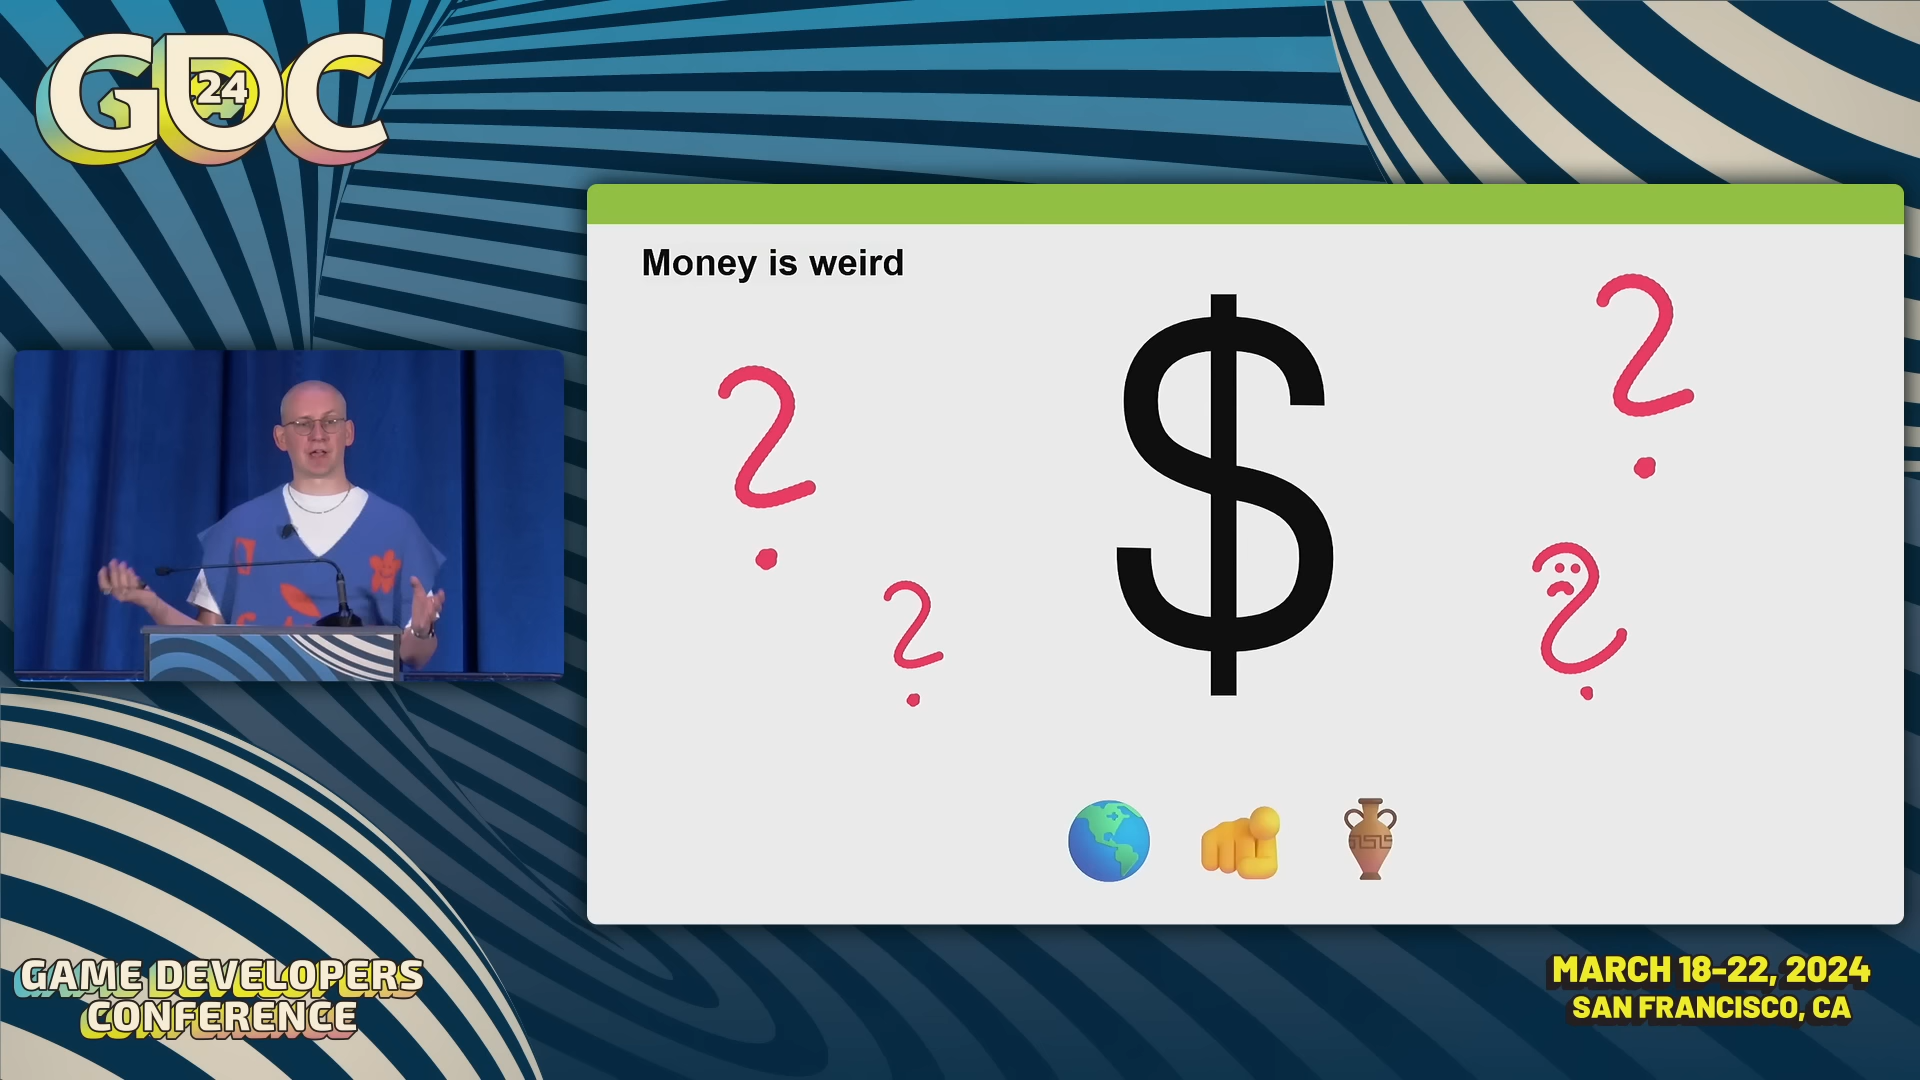 GDC
24
Money is weird
$
?
?
?
?
GAME DEVELOPERS
CONFERENCE
MARCH 18-22, 2024
SAN FRANCISCO, CA